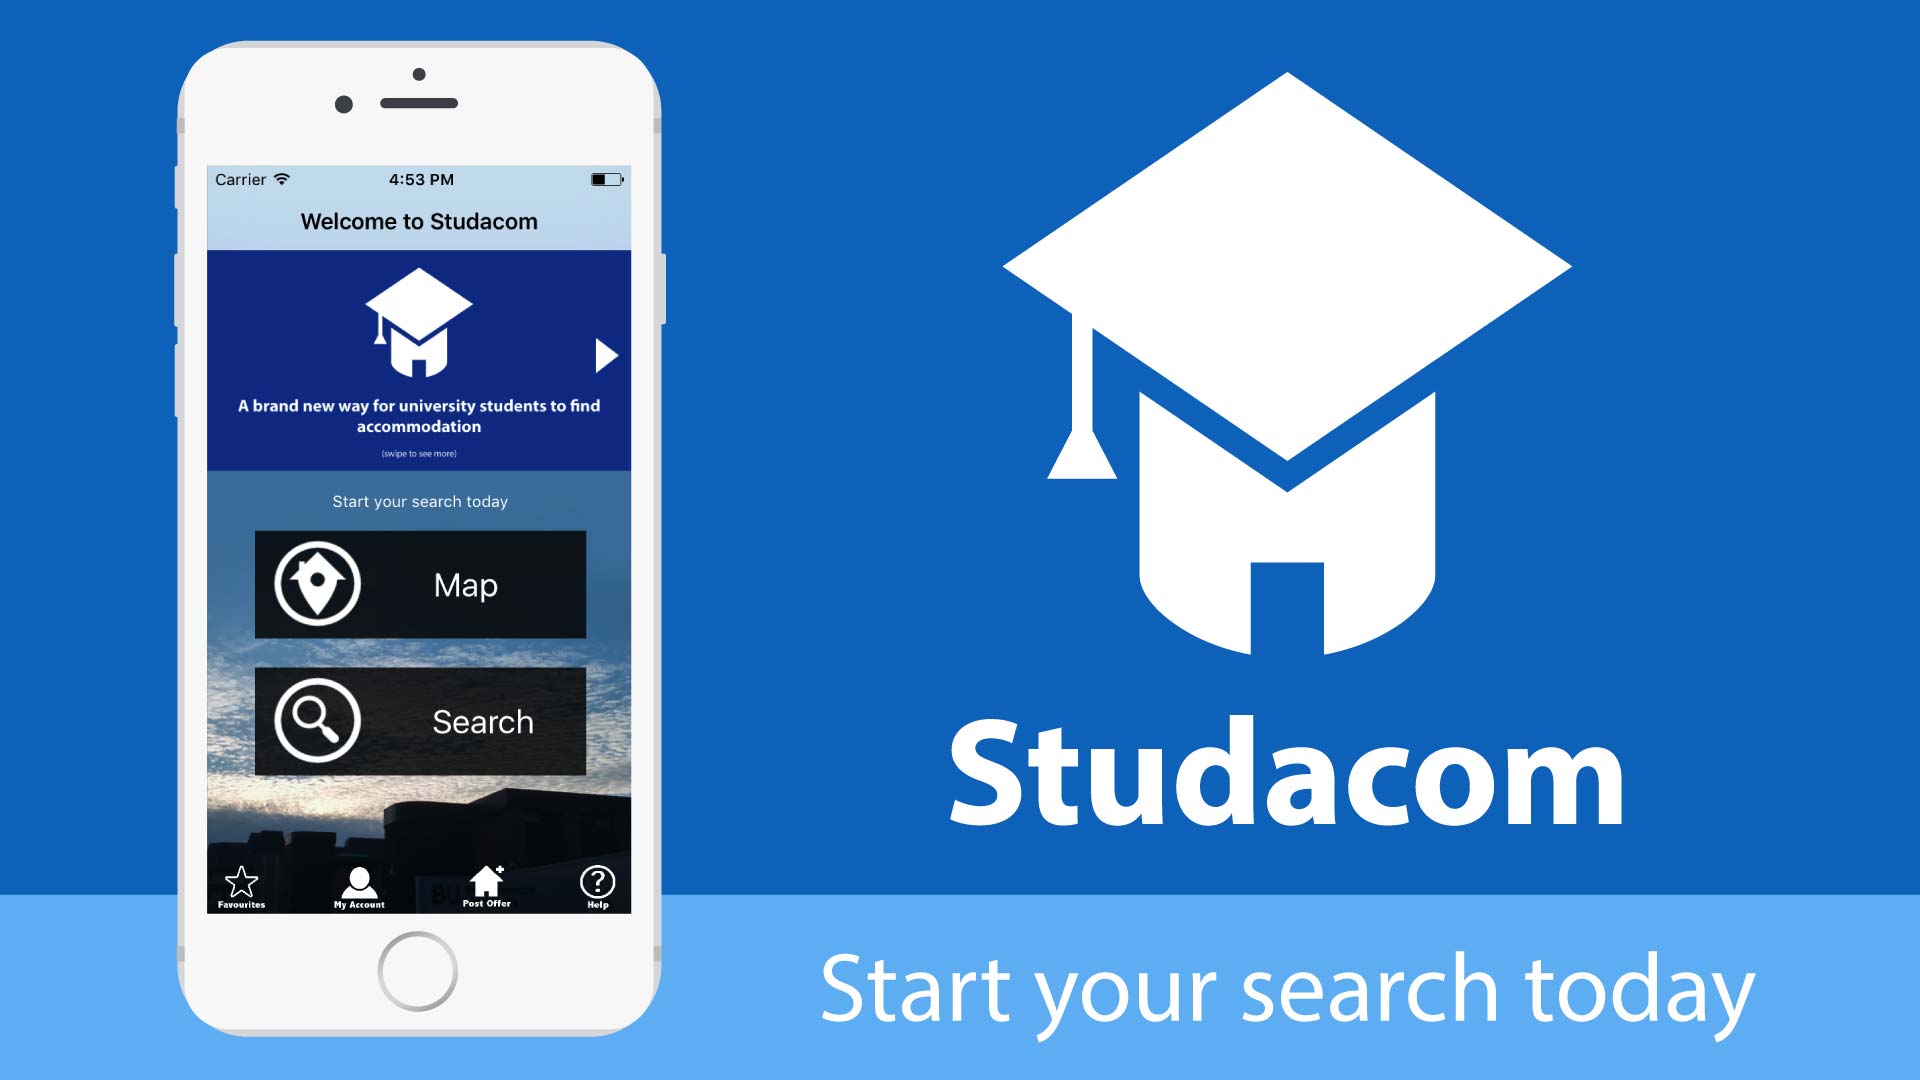 Carrier 4:53 PM
Welcome to Studacom
A brand new way for university students to find
accommodation
(swipe to see more)
Start your search today
Map
Search
Favourites My Account Post Offer Help
Studacom
Start your search today